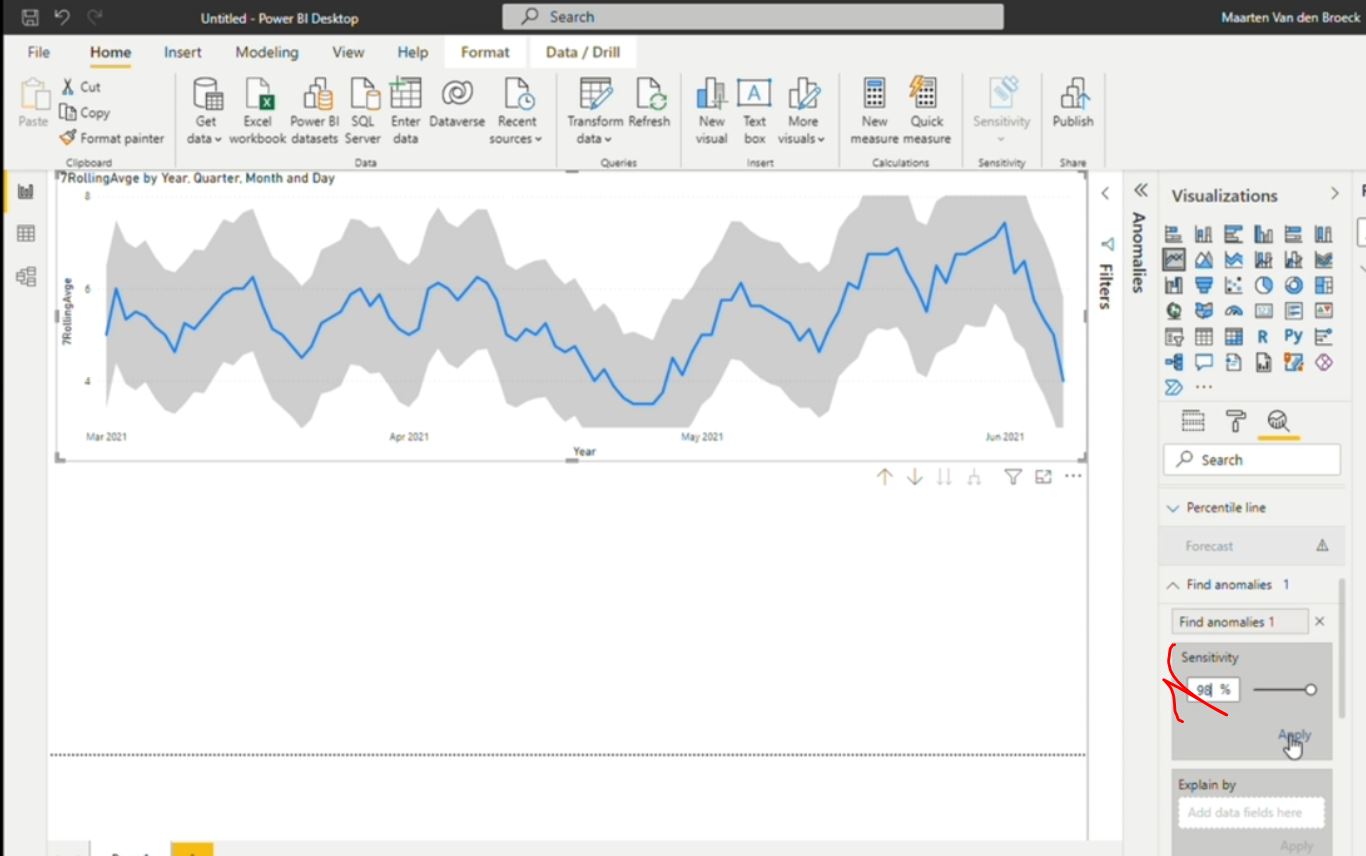 Untitled - Power BI Desktop
Search
Maarten Van den Broeck
File Home Insert Modeling View Help Format Data / Drill
Paste
Cut
Copy
Format painter
Clipboard
Get data
Excel workbook
Power BI datasets
SQL Server
Enter data
Dataverse
Recent sources
Data
Transform data
Refresh
Queries
New visual
Text box
More visuals
Insert
New measure
Quick measure
Calculations
Sensitivity
Sensitivity
Publish
Share
7RollingAvge by Year, Quarter, Month and Day
8
6
4
7RollingAvge
Mar 2021 Apr 2021 May 2021 Jun 2021
Year
Filters
Anomalies
Visualizations
R Py
Search
Percentile line
Forecast
Find anomalies 1
Find anomalies 1
Sensitivity
98 %
Apply
Explain by
Add data fields here
Apply